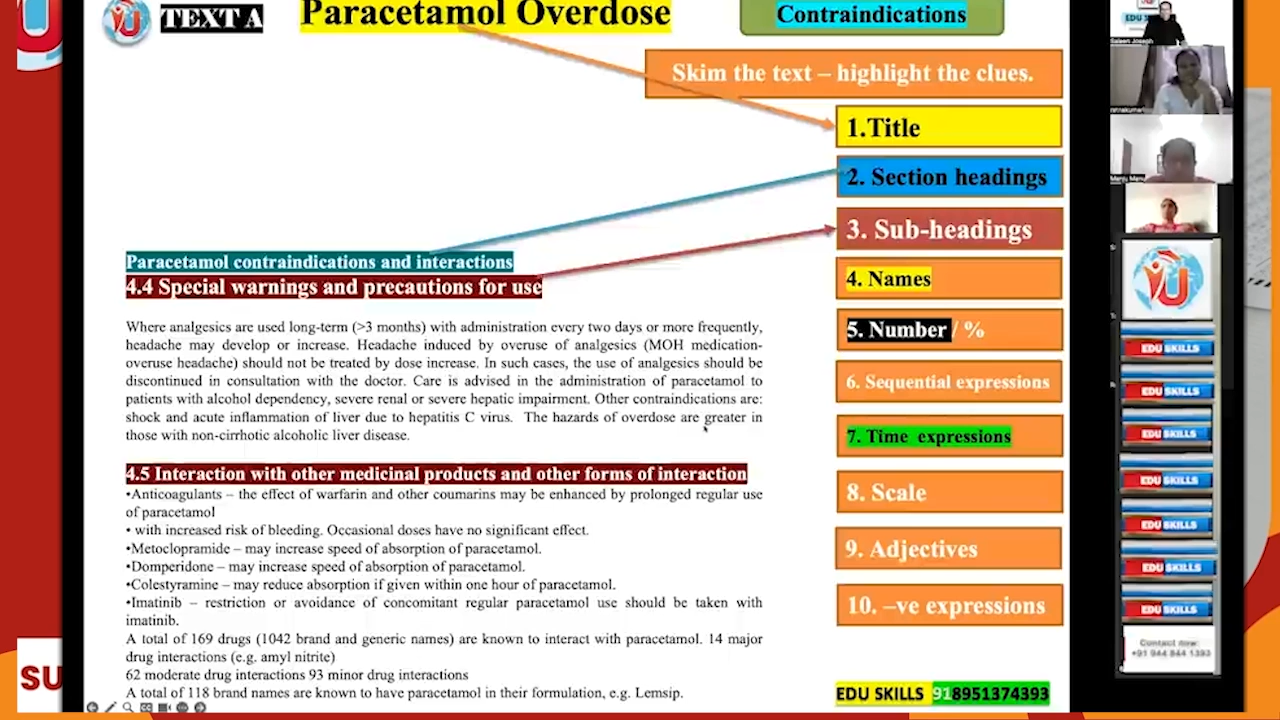 TEXT A
Paracetamol Overdose
Contraindications
Skim the text – highlight the clues.
1.Title
2. Section headings
3. Sub-headings
4. Names
5. Number / %
6. Sequential expressions
7. Time expressions
8. Scale
9. Adjectives
10. –ve expressions
Paracetamol contraindications and interactions
4.4 Special warnings and precautions for use
Where analgesics are used long-term (>3 months) with administration every two days or more frequently,
headache may develop or increase. Headache induced by overuse of analgesics (MOH medication-
overuse headache) should not be treated by dose increase. In such cases, the use of analgesics should be
discontinued in consultation with the doctor. Care is advised in the administration of paracetamol to
patients with alcohol dependency, severe renal or severe hepatic impairment. Other contraindications are:
shock and acute inflammation of liver due to hepatitis C virus. The hazards of overdose are greater in
those with non-cirrhotic alcoholic liver disease.
4.5 Interaction with other medicinal products and other forms of interaction
•Anticoagulants – the effect of warfarin and other coumarins may be enhanced by prolonged regular use
of paracetamol
• with increased risk of bleeding. Occasional doses have no significant effect.
•Metoclopramide – may increase speed of absorption of paracetamol.
•Domperidone – may increase speed of absorption of paracetamol.
•Colestyramine – may reduce absorption if given within one hour of paracetamol.
•Imatinib – restriction or avoidance of concomitant regular paracetamol use should be taken with
imatinib.
A total of 169 drugs (1042 brand and generic names) are known to interact with paracetamol. 14 major
drug interactions (e.g. amyl nitrite)
62 moderate drug interactions 93 minor drug interactions
A total of 118 brand names are known to have paracetamol in their formulation, e.g. Lemsip.
EDU SKILLS 918951374393
EDU SKILLS
EDU SKILLS
EDU SKILLS
EDU SKILLS
EDU SKILLS
EDU SKILLS
EDU SKILLS
Contact now:
+91 944 844 1393
SU